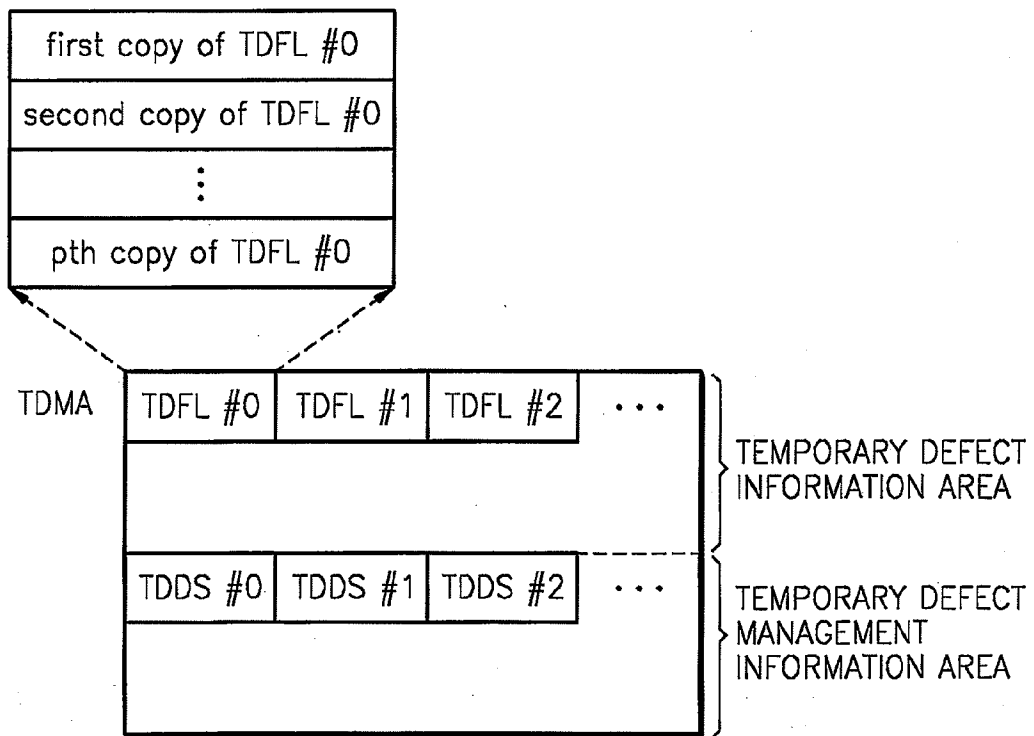 first copy of TDFL #0
second copy of TDFL #0
⋮
pth copy of TDFL #0
TDMA
TDFL #0 TDFL #1 TDFL #2 ···
TEMPORARY DEFECT
INFORMATION AREA
TDDS #0 TDDS #1 TDDS #2 ···
TEMPORARY DEFECT
MANAGEMENT
INFORMATION AREA